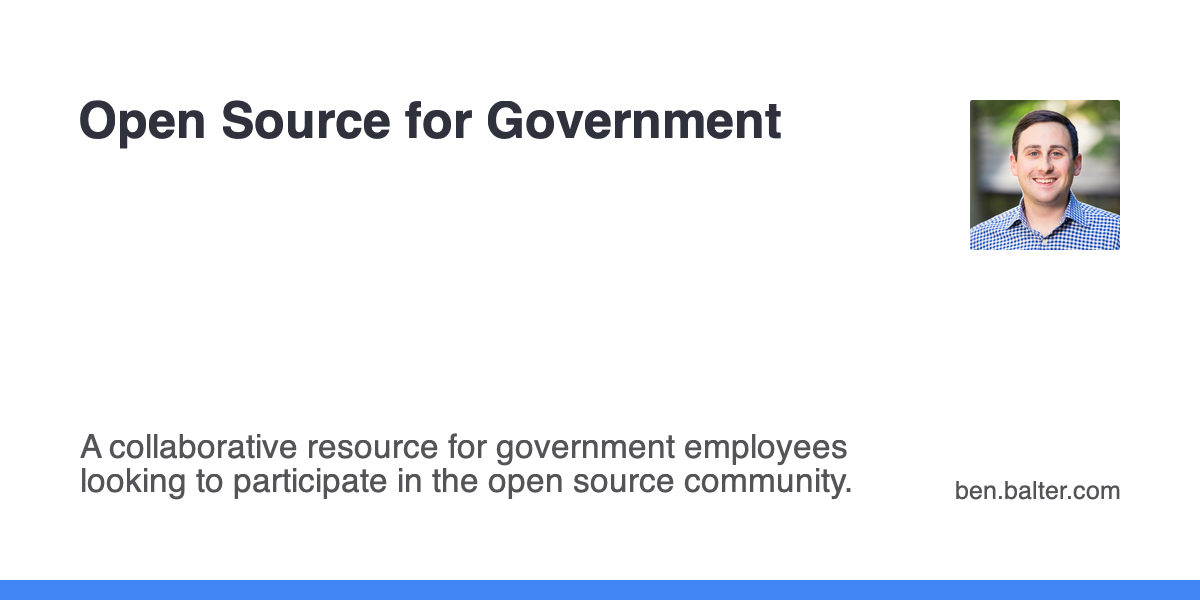 Open Source for Government
A collaborative resource for government employees
looking to participate in the open source community.
ben.balter.com